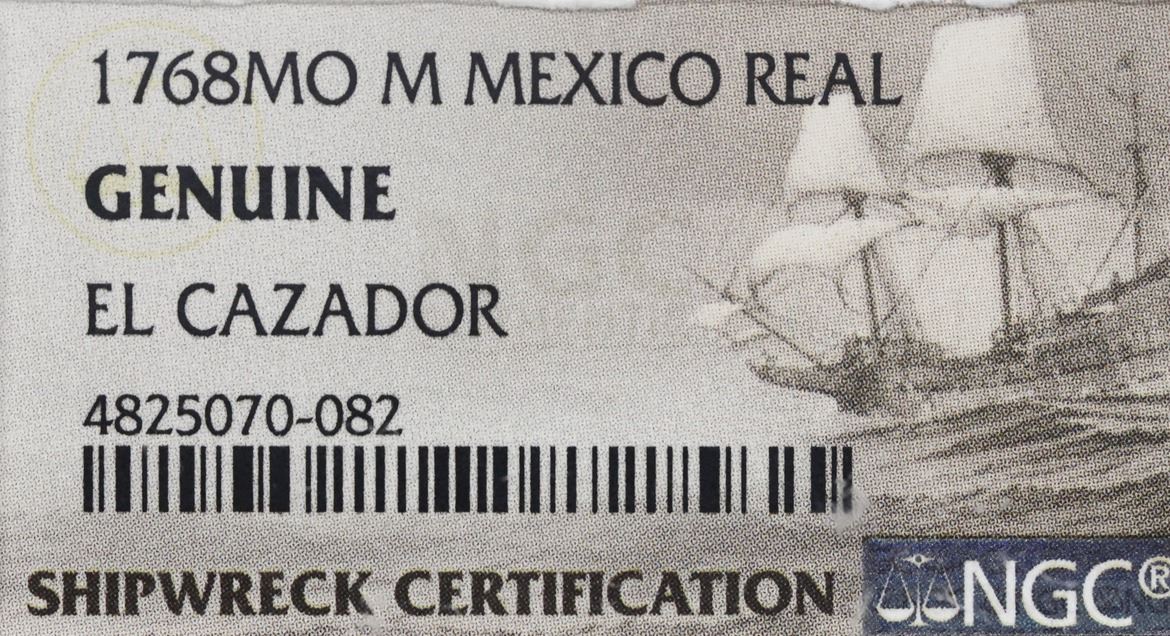 1768MO M MEXICO REAL
GENUINE
EL CAZADOR
4825070-082
SHIPWRECK CERTIFICATION
NGC®